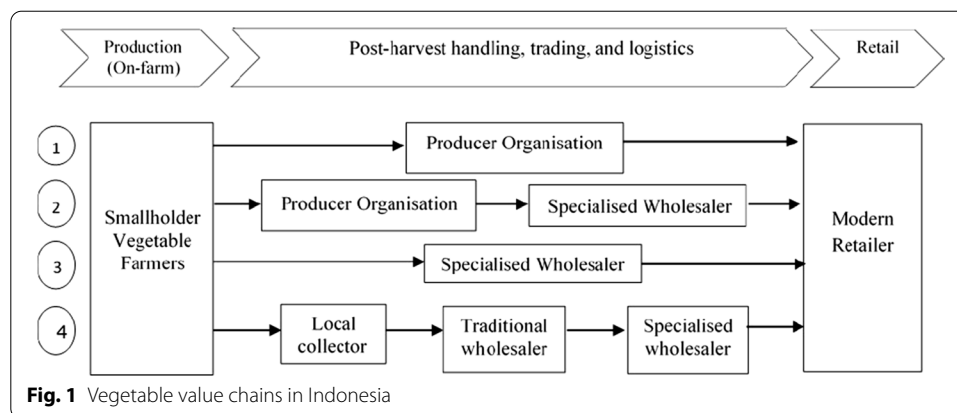 Production
(On-farm)
Post-harvest handling, trading, and logistics
Retail
1
Producer Organisation
2
Producer Organisation
Specialised Wholesaler
Smallholder
Vegetable
Farmers
Modern
Retailer
3
Specialised Wholesaler
4
Local
collector
Traditional
wholesaler
Specialised
wholesaler
Fig. 1 Vegetable value chains in Indonesia